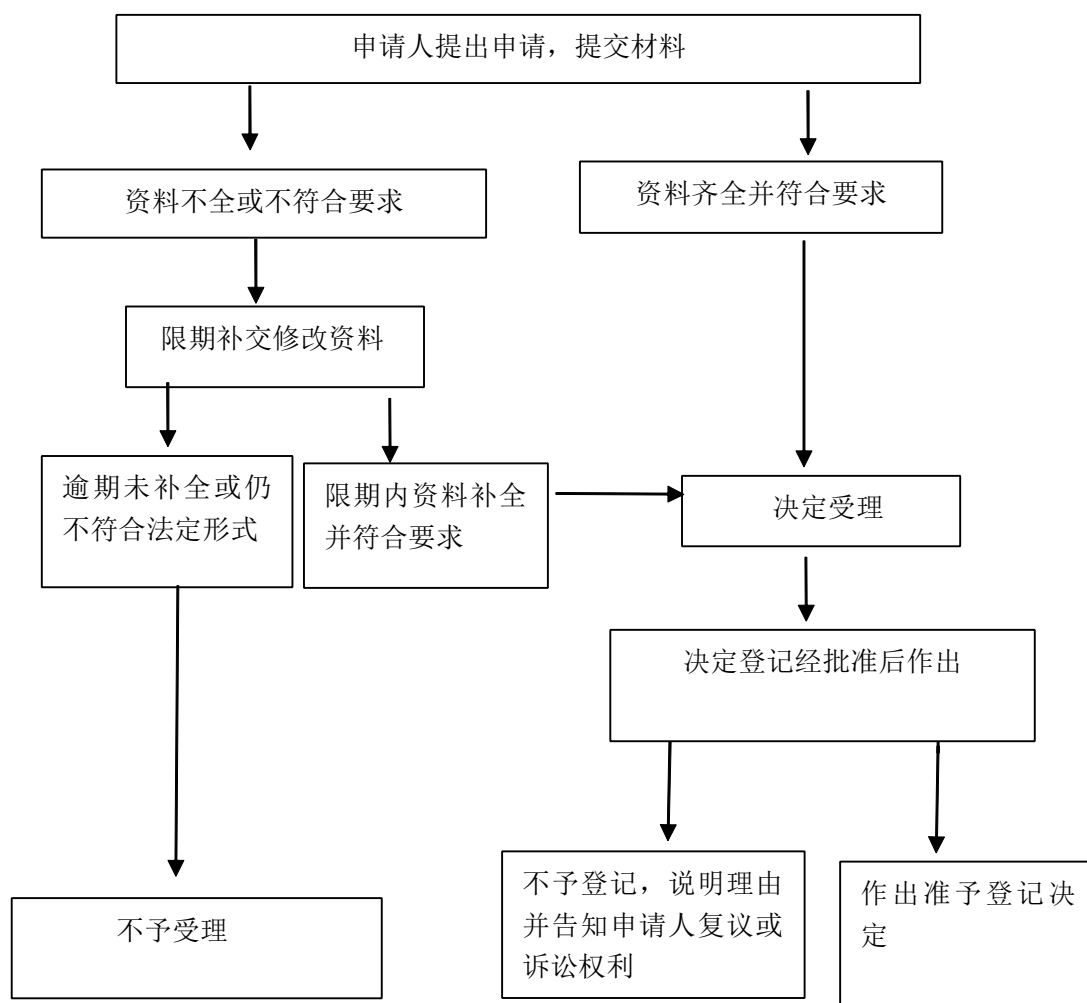 申请人提出申请，提交材料
资料不全或不符合要求
资料齐全并符合要求
限期补交修改资料
逾期未补全或仍
不符合法定形式
限期内资料补全
并符合要求
决定受理
决定登记经批准后作出
不予受理
不予登记，说明理由
并告知申请人复议或
诉讼权利
作出准予登记决
定